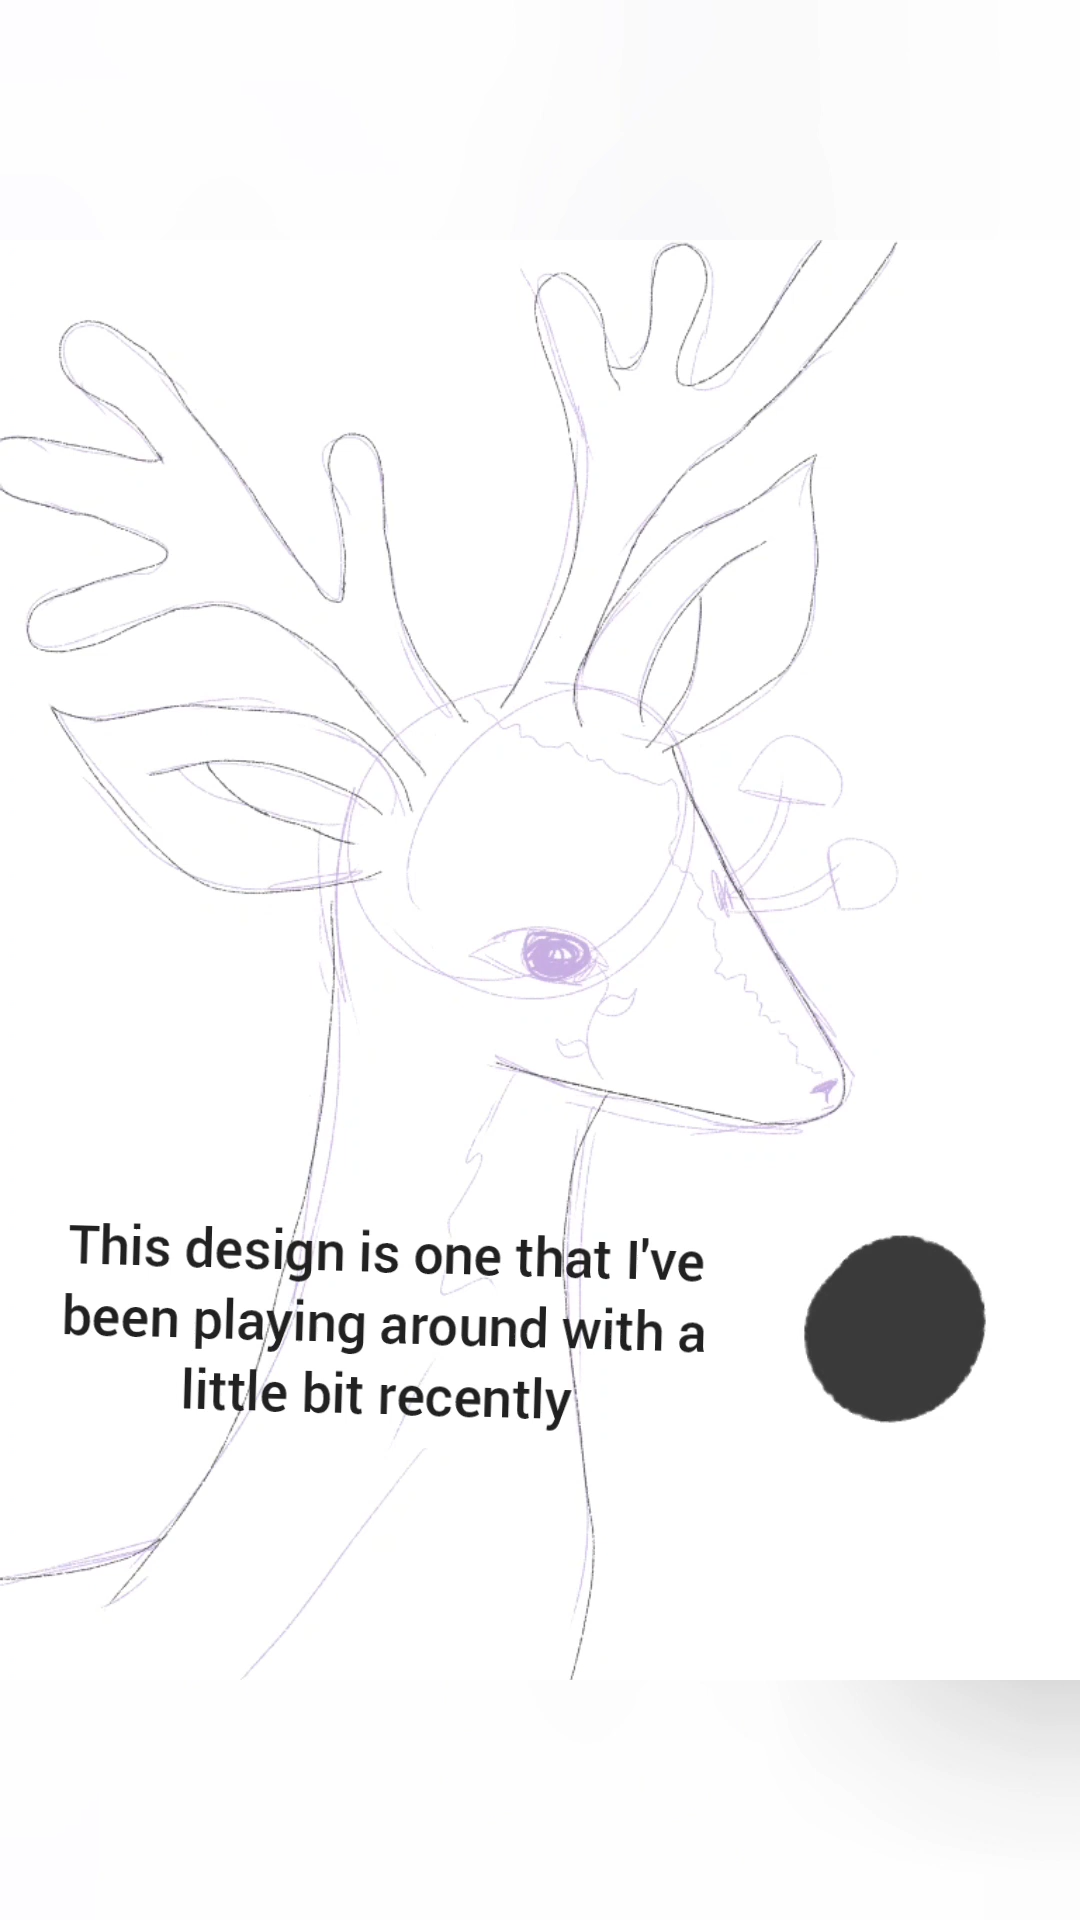 This design is one that I've
been playing around with a
little bit recently